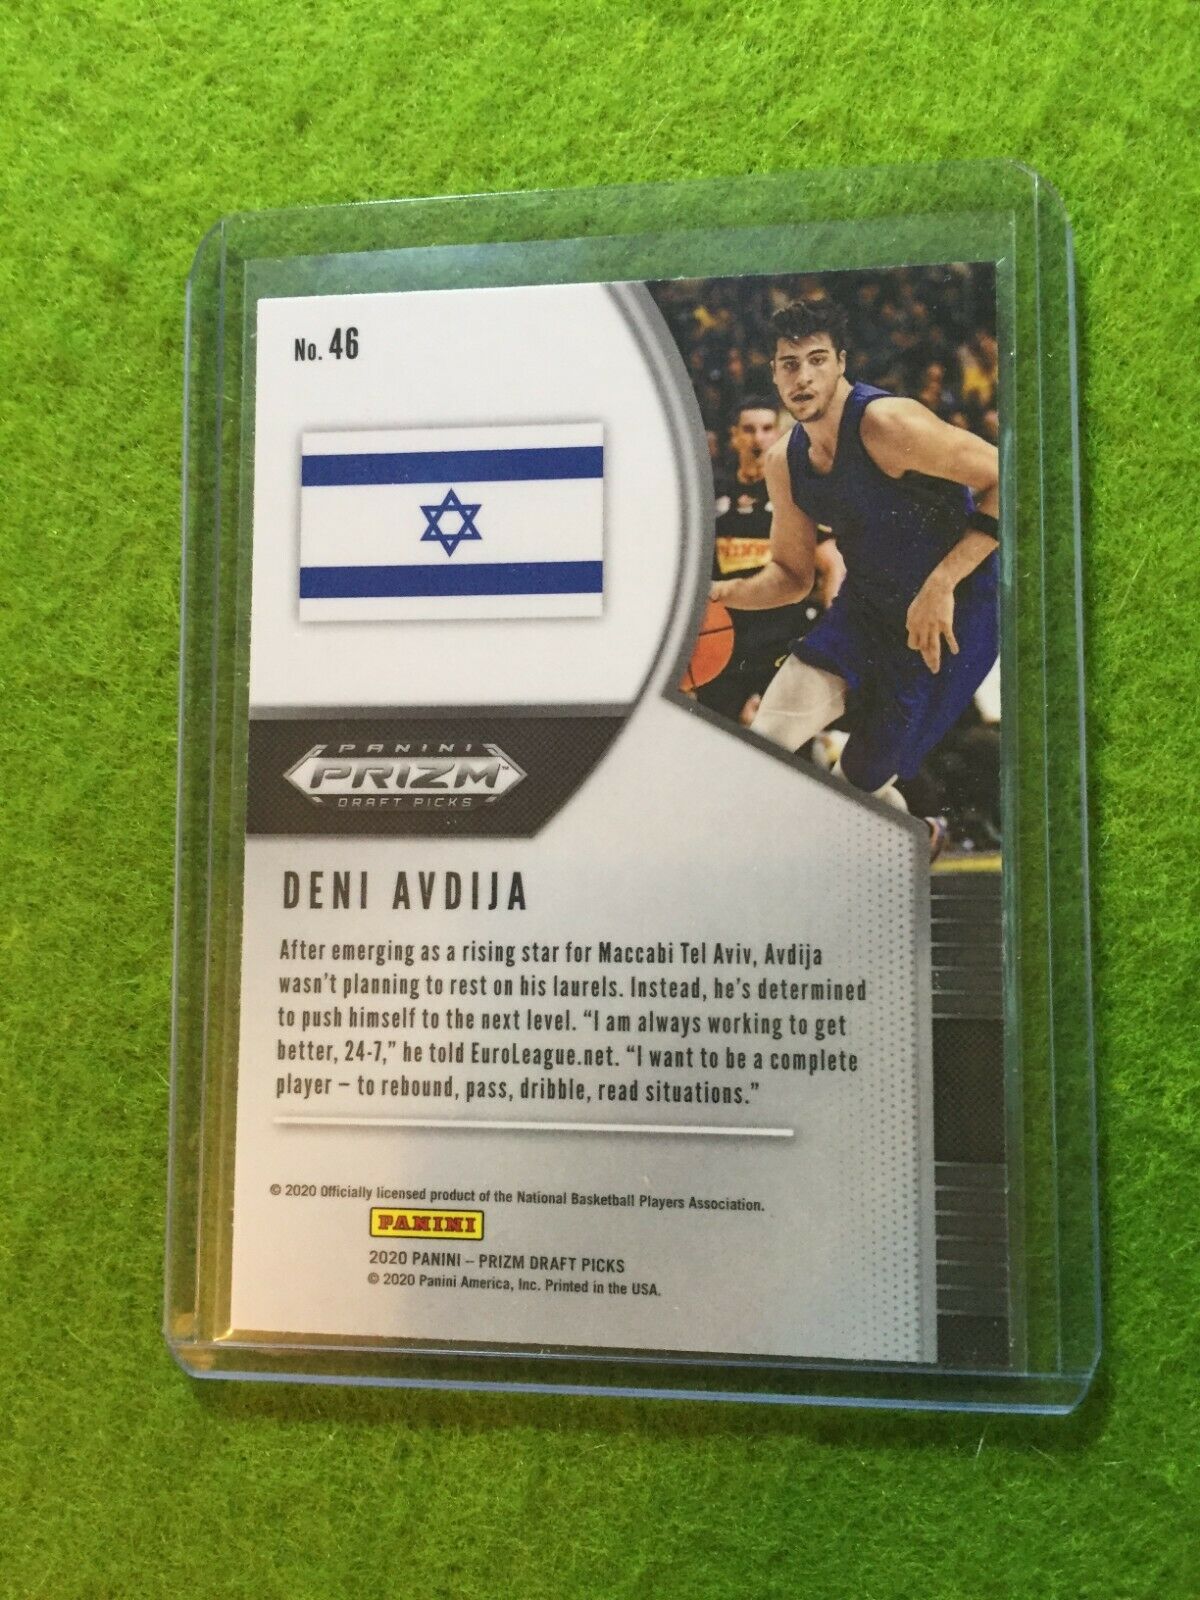 No. 46
PANINI
PRIZM™
DRAFT PICKS
DENI AVDIJA
After emerging as a rising star for Maccabi Tel Aviv, Avdija
wasn't planning to rest on his laurels. Instead, he's determined
to push himself to the next level. “I am always working to get
better, 24-7,” he told EuroLeague.net. “I want to be a complete
player – to rebound, pass, dribble, read situations.”
© 2020 Officially licensed product of the National Basketball Players Association.
PANINI
2020 PANINI – PRIZM DRAFT PICKS
© 2020 Panini America, Inc. Printed in the USA.